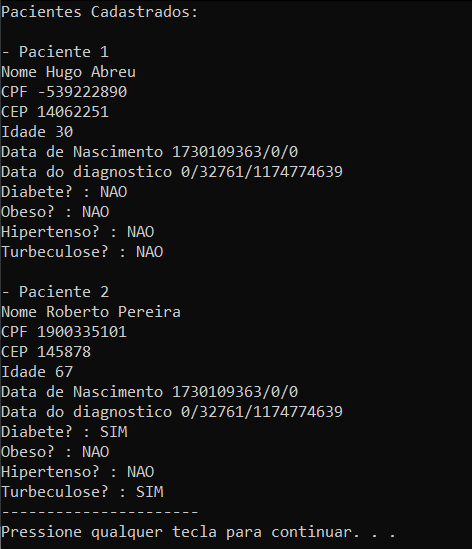 Pacientes Cadastrados:
- Paciente 1
Nome Hugo Abreu
CPF -539222890
CEP 14062251
Idade 30
Data de Nascimento 1730109363/0/0
Data do diagnostico 0/32761/1174774639
Diabete? : NAO
Obeso? : NAO
Hipertenso? : NAO
Turbeculose? : NAO
- Paciente 2
Nome Roberto Pereira
CPF 1900335101
CEP 145878
Idade 67
Data de Nascimento 1730109363/0/0
Data do diagnostico 0/32761/1174774639
Diabete? : SIM
Obeso? : NAO
Hipertenso? : NAO
Turbeculose? : SIM
----------------------
Pressione qualquer tecla para continuar. . .